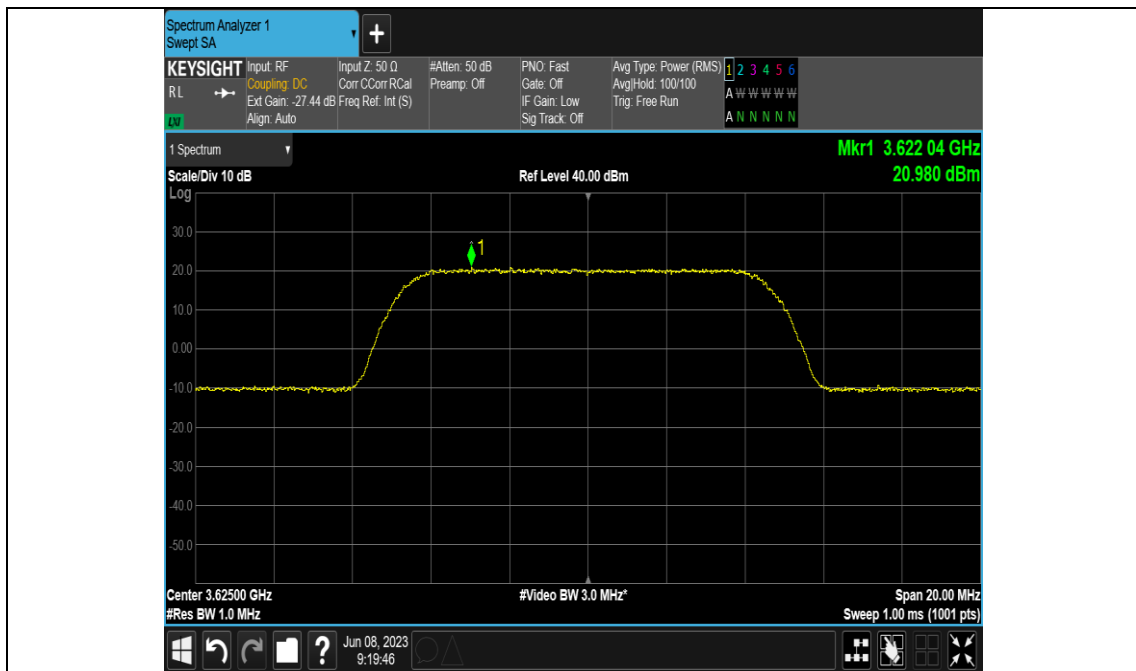 Spectrum Analyzer 1
Swept SA
+
KEYSIGHT
RL
LXI
Input: RF
Coupling: DC
Ext Gain: -27.44 dB
Align: Auto
Input Z: 50 Ω
Corr CCorr RCal
Freq Ref: Int (S)
#Atten: 50 dB
Preamp: Off
PNO: Fast
Gate: Off
IF Gain: Low
Sig Track: Off
Avg Type: Power (RMS)
Avg|Hold: 100/100
Trig: Free Run
1 2 3 4 5 6
A W W W W W
A N N N N N
1 Spectrum
Mkr1 3.622 04 GHz
20.980 dBm
Scale/Div 10 dB
Ref Level 40.00 dBm
Log
30.0
20.0
10.0
0.00
-10.0
-20.0
-30.0
-40.0
-50.0
1
Center 3.62500 GHz
#Video BW 3.0 MHz*
Span 20.00 MHz
#Res BW 1.0 MHz
Sweep 1.00 ms (1001 pts)
?
Jun 08, 2023
9:19:46